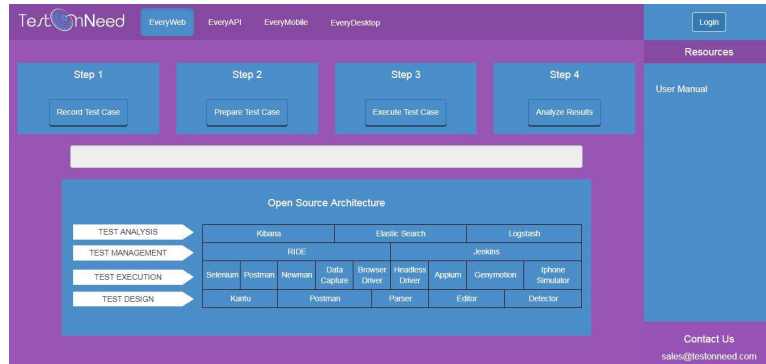 TestOnNeed EveryWeb EveryAPI EveryMobile EveryDesktop Login
Resources
User Manual
Step 1 Step 2 Step 3 Step 4
Record Test Case Prepare Test Case Execute Test Case Analyze Results
Open Source Architecture
TEST ANALYSIS Kibana Elastic Search Logstash
TEST MANAGEMENT RIDE Jenkins
TEST EXECUTION Selenium Postman Newman Data Capture Browser Driver Headless Driver Appium Genymotion Iphone Simulator
TEST DESIGN Kantu Postman Parser Editor Detector
Contact Us
sales@testonneed.com